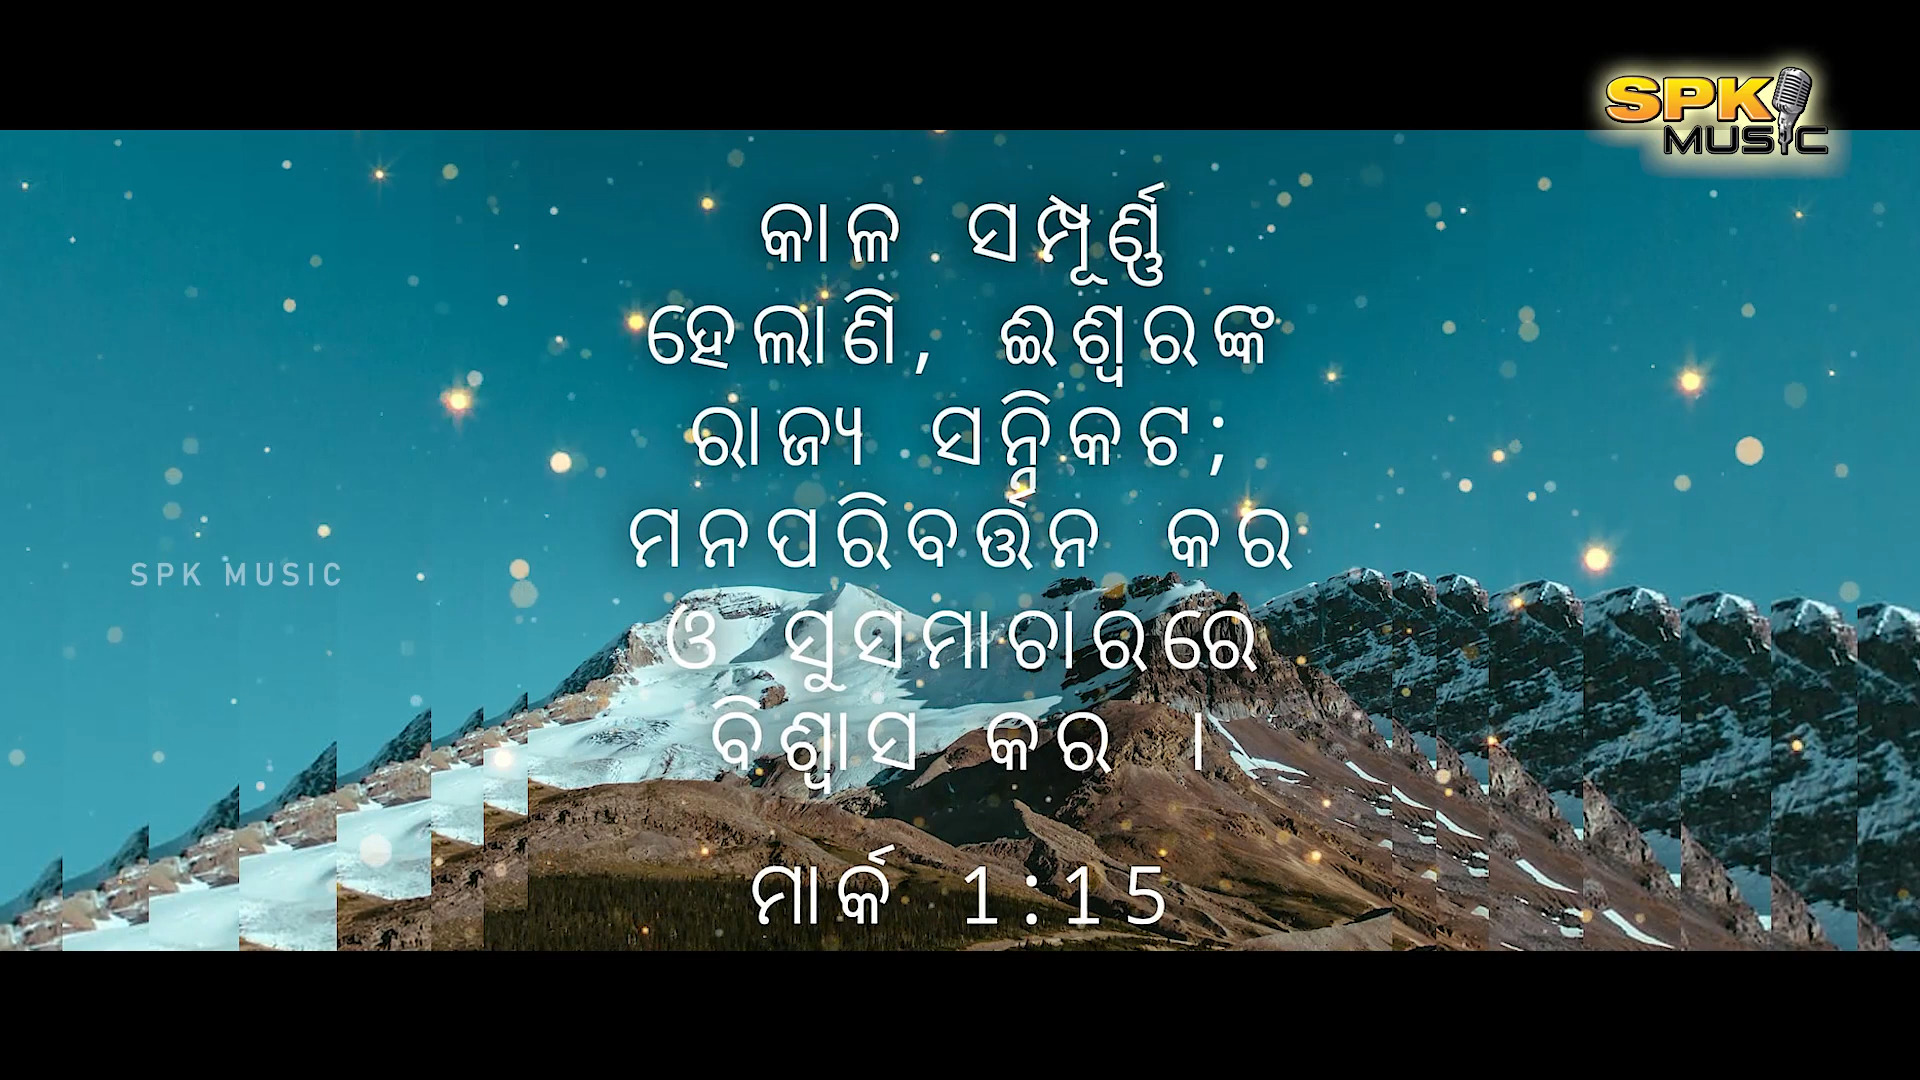 SPK
MUSIC
କାଳ ସମ୍ପୂର୍ଣ୍ଣ
ହେଲାଣି, ଈଶ୍ୱରଙ୍କ
ରାଜ୍ୟ ସନ୍ନିକଟ;
ମନପରିବର୍ତ୍ତନ କର
ଓ ସୁସମାଚାରରେ
ବିଶ୍ୱାସ କର ।
ମାର୍କ 1:15
SPK MUSIC